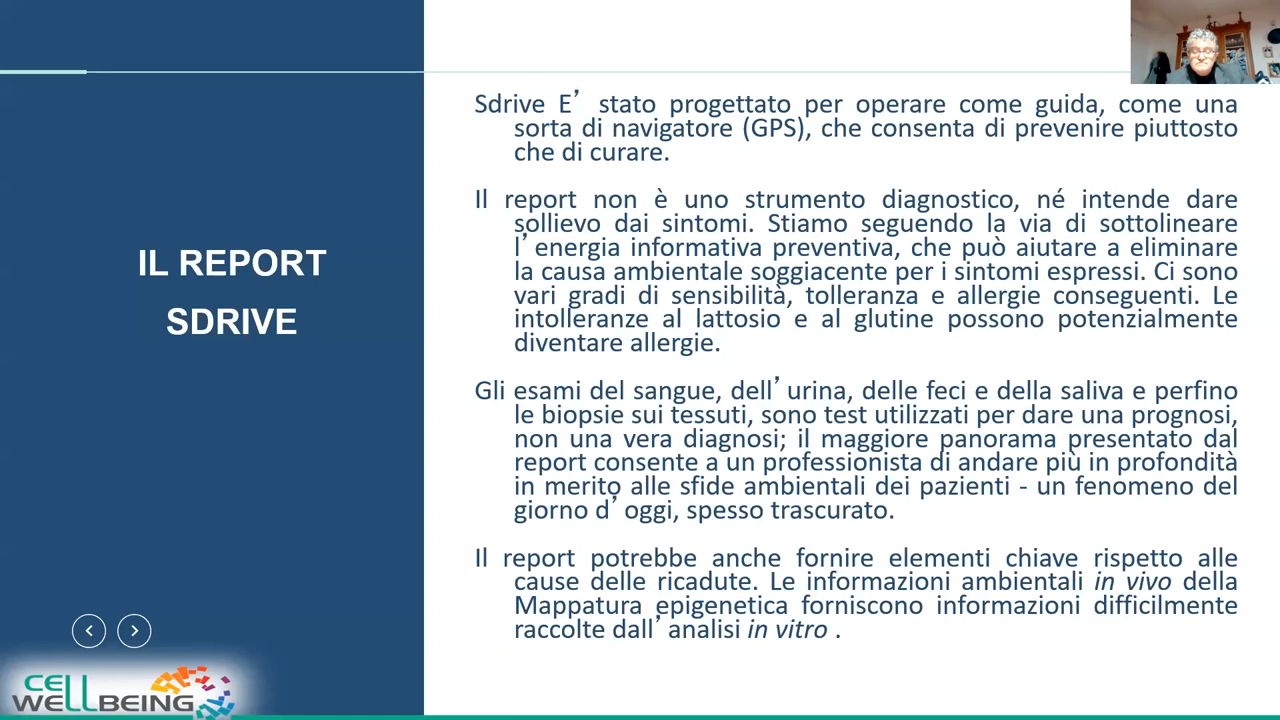 IL REPORT
SDRIVE
Sdrive E’ stato progettato per operare come guida, come una
sorta di navigatore (GPS), che consenta di prevenire piuttosto
che di curare.
Il report non è uno strumento diagnostico, né intende dare
sollievo dai sintomi. Stiamo seguendo la via di sottolineare
l’energia informativa preventiva, che può aiutare a eliminare
la causa ambientale soggiacente per i sintomi espressi. Ci sono
vari gradi di sensibilità, tolleranza e allergie conseguenti. Le
intolleranze al lattosio e al glutine possono potenzialmente
diventare allergie.
Gli esami del sangue, dell’urina, delle feci e della saliva e perfino
le biopsie sui tessuti, sono test utilizzati per dare una prognosi,
non una vera diagnosi; il maggiore panorama presentato dal
report consente a un professionista di andare più in profondità
in merito alle sfide ambientali dei pazienti - un fenomeno del
giorno d’oggi, spesso trascurato.
Il report potrebbe anche fornire elementi chiave rispetto alle
cause delle ricadute. Le informazioni ambientali in vivo della
Mappatura epigenetica forniscono informazioni difficilmente
raccolte dall’analisi in vitro .
CELL
WELLBEING